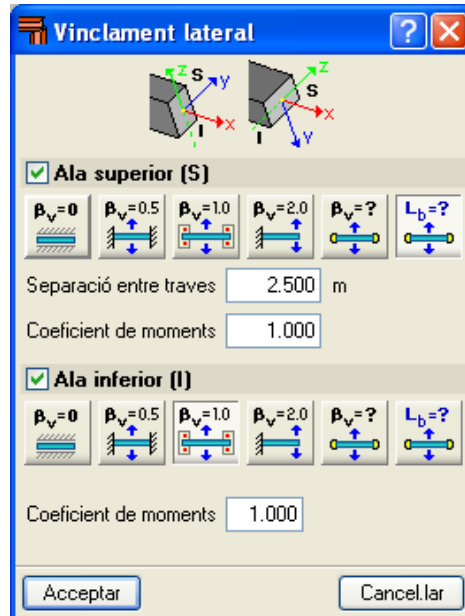 Vinclament lateral
?
z S y x I
z S x I y
Ala superior (S)
βv=0 βv=0.5 βv=1.0 βv=2.0 βv=? Lb=?
Separació entre traves 2.500 m
Coeficient de moments 1.000
Ala inferior (I)
βv=0 βv=0.5 βv=1.0 βv=2.0 βv=? Lb=?
Coeficient de moments 1.000
Acceptar Cancel.lar